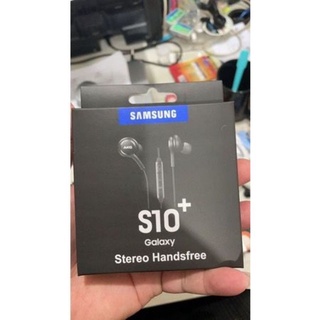 SAMSUNG
S10+
Galaxy
Stereo Handsfree